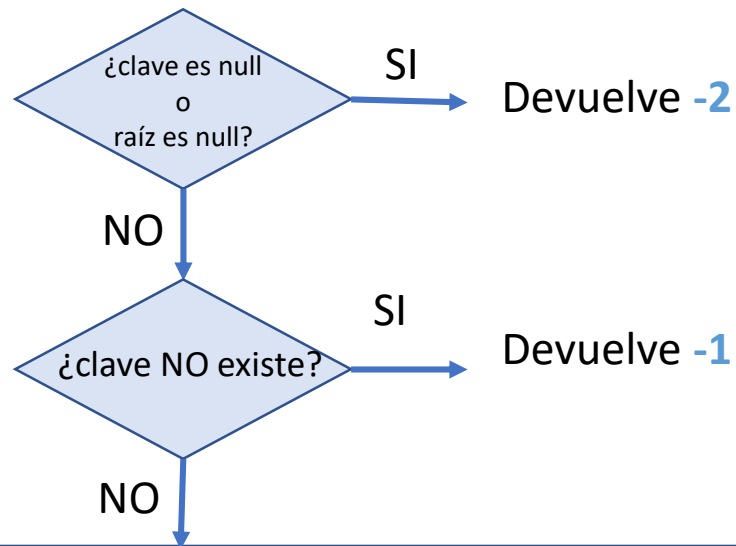 ¿clave es null
o
raíz es null?
SI
Devuelve -2
NO
¿clave NO existe?
SI
Devuelve -1
NO